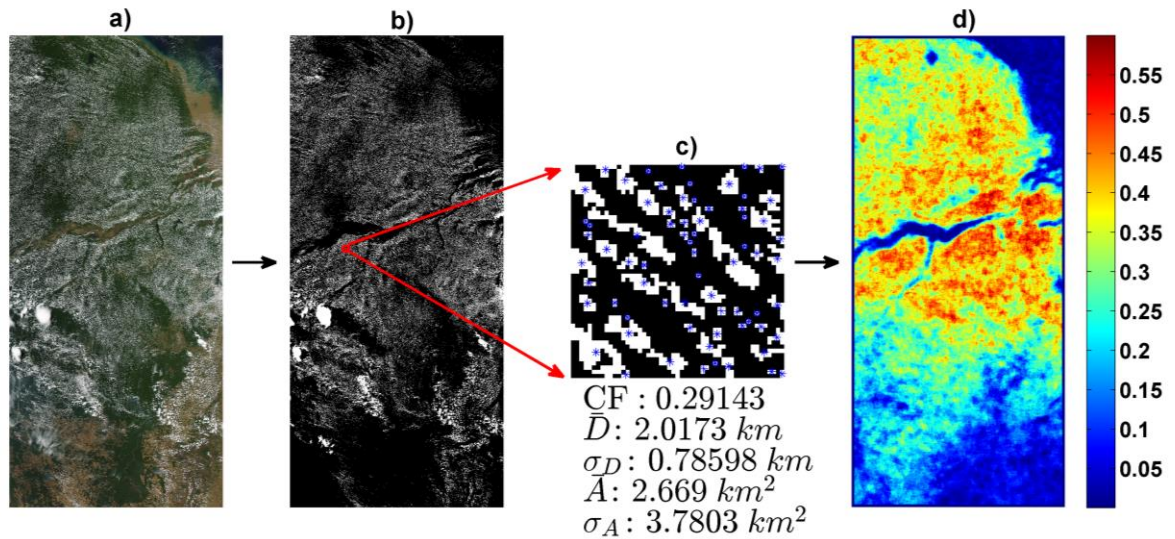 a)
b)
c)
d)
CF : 0.29143
D̄: 2.0173 km
σ_D: 0.78598 km
Ā: 2.669 km²
σ_A: 3.7803 km²
0.55
0.5
0.45
0.4
0.35
0.3
0.25
0.2
0.15
0.1
0.05